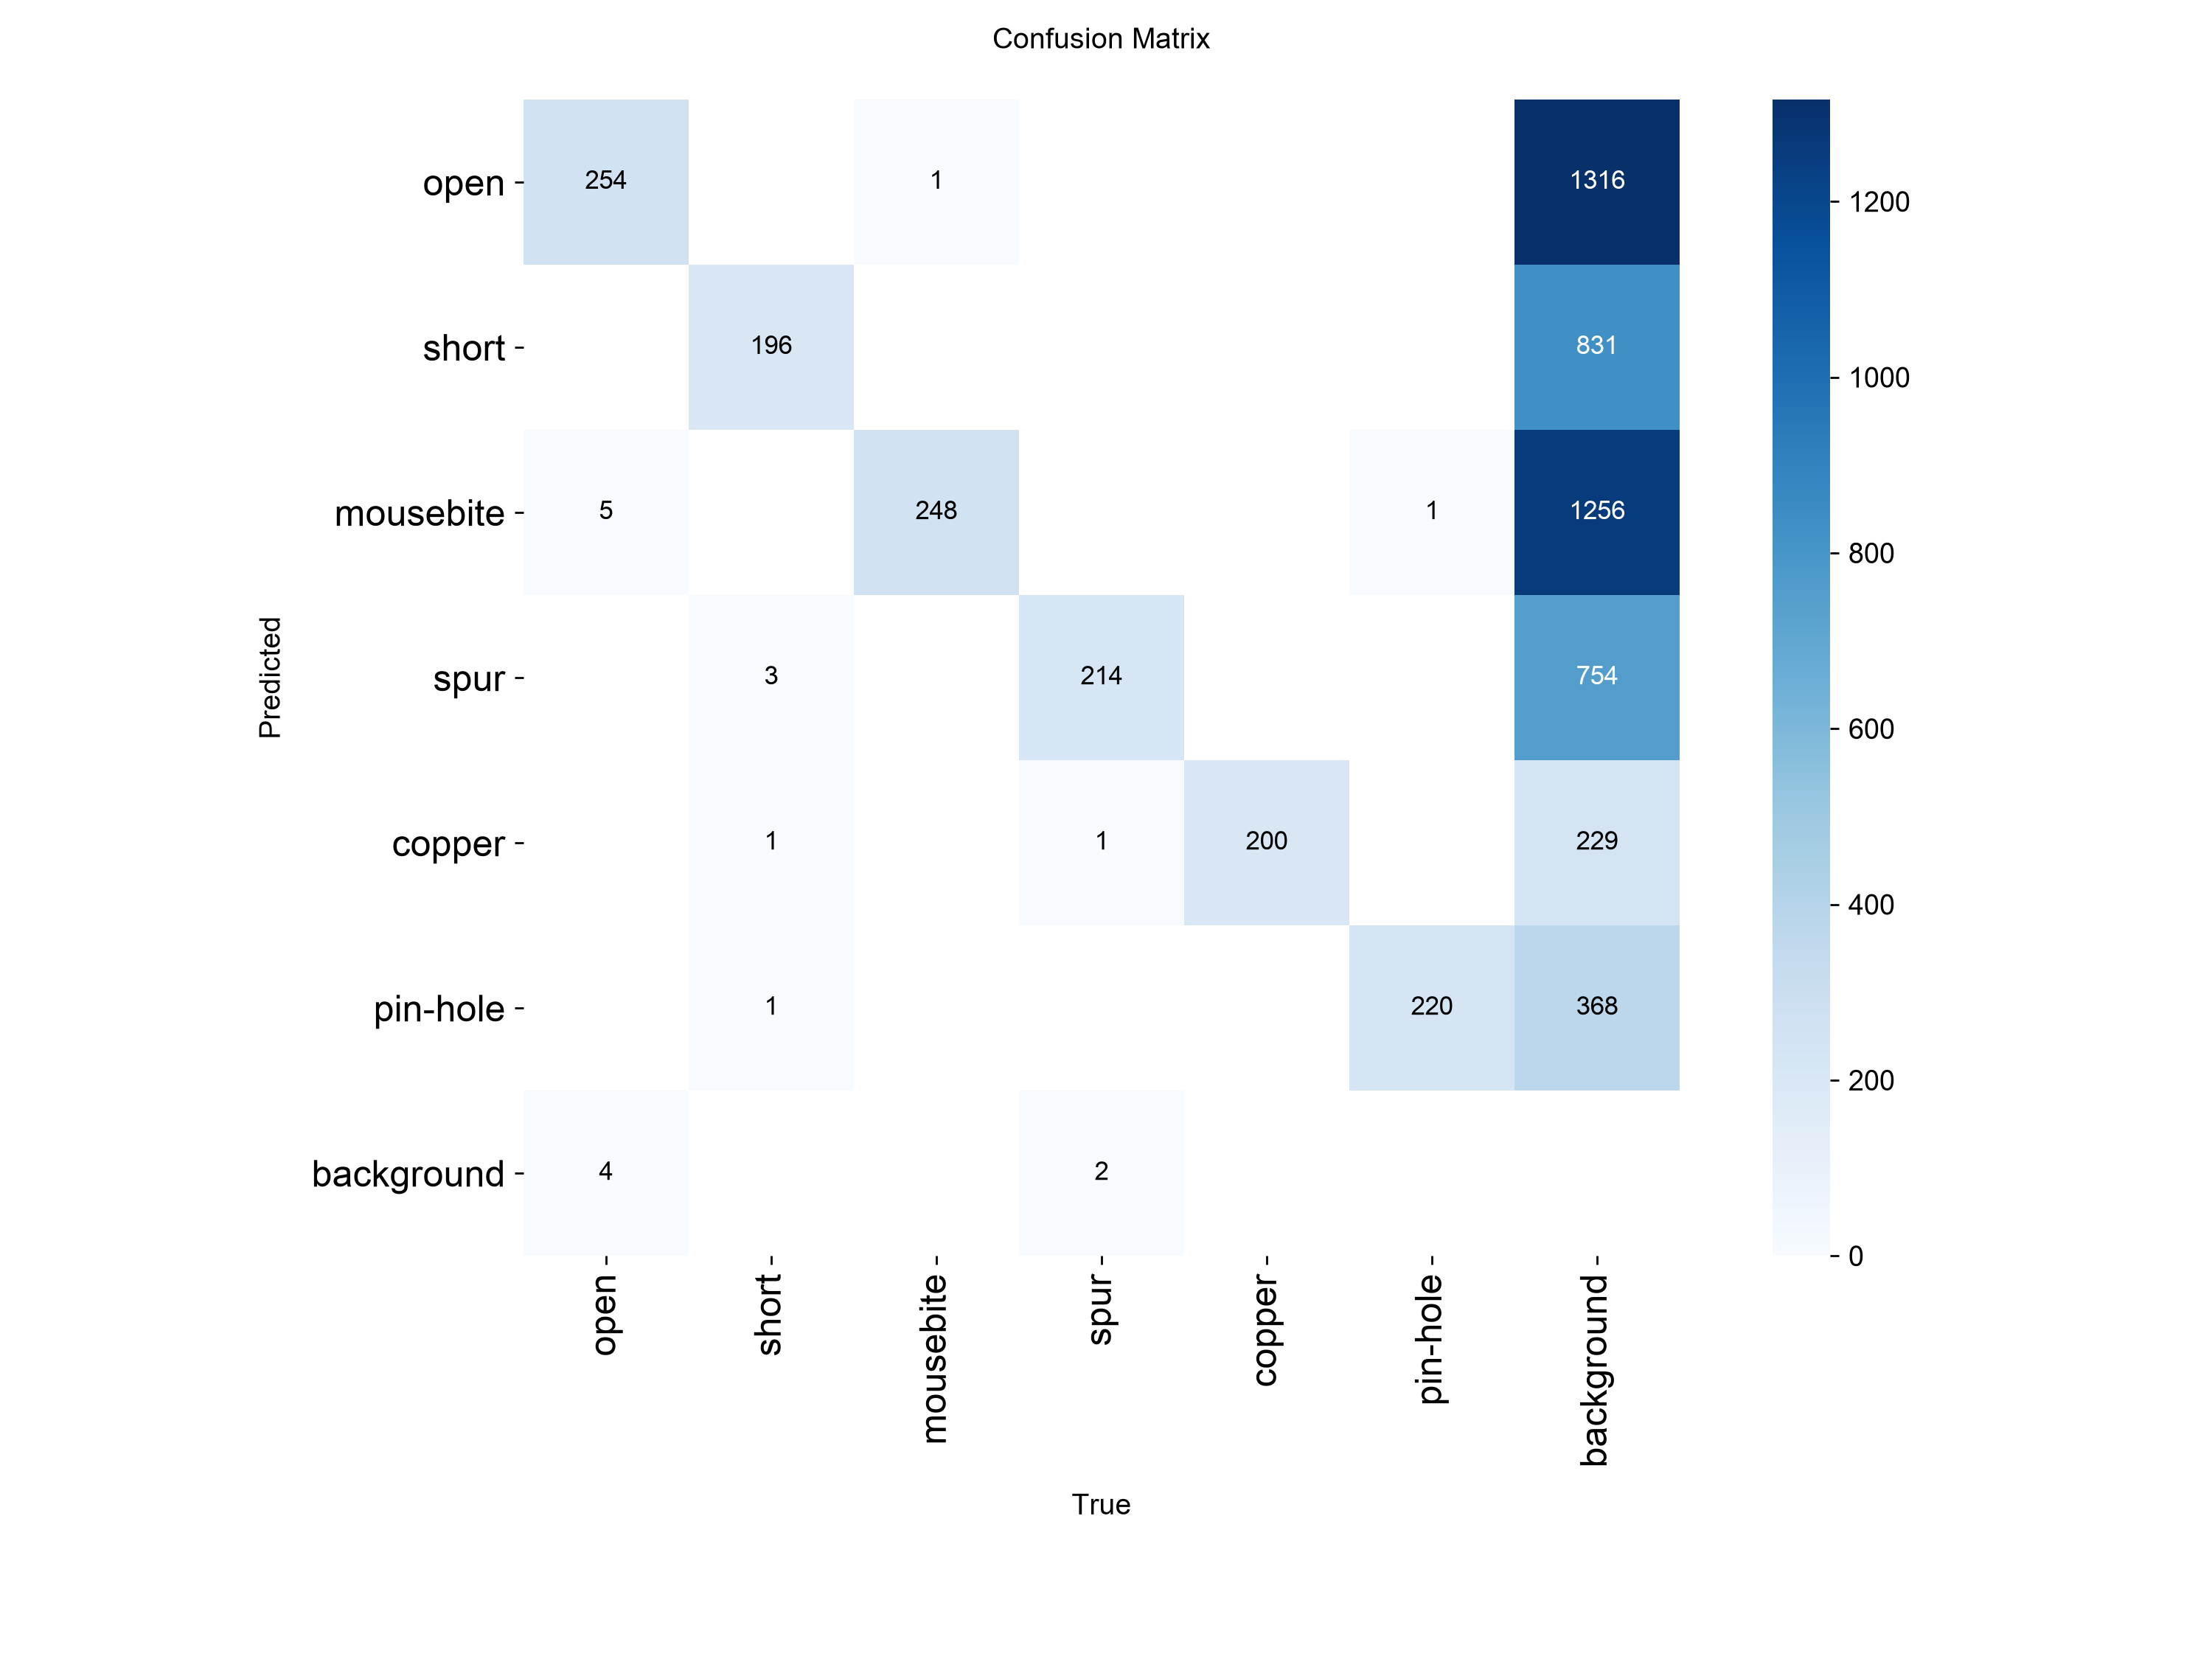 Confusion Matrix
open
254
1
1316
short
196
831
mousebite
5
248
1
1256
spur
3
214
754
copper
1
1
200
229
pin-hole
1
220
368
background
4
2
open
short
mousebite
spur
copper
pin-hole
background
Predicted
True
1200
1000
800
600
400
200
0